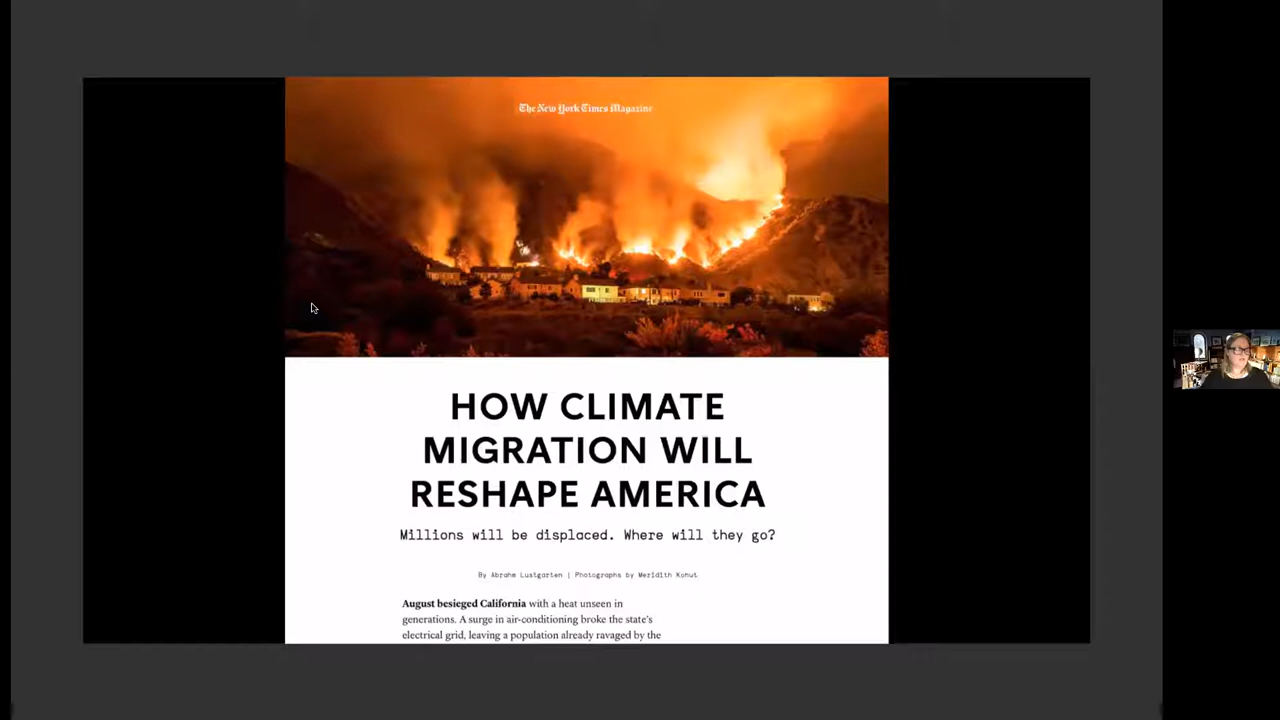 The New York Times Magazine
HOW CLIMATE
MIGRATION WILL
RESHAPE AMERICA
Millions will be displaced. Where will they go?
By Abrahm Lustgarten | Photographs by Meridith Kohut
August besieged California with a heat unseen in
generations. A surge in air-conditioning broke the state's
electrical grid, leaving a population already ravaged by the